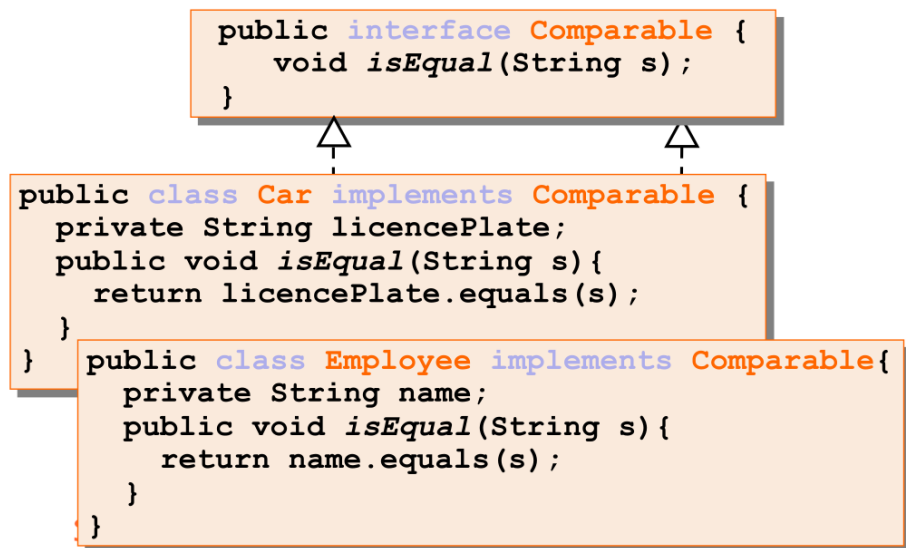 public interface Comparable {
void isEqual(String s);
}
public class Car implements Comparable {
private String licencePlate;
public void isEqual(String s){
return licencePlate.equals(s);
}
}
public class Employee implements Comparable{
private String name;
public void isEqual(String s){
return name.equals(s);
}
}